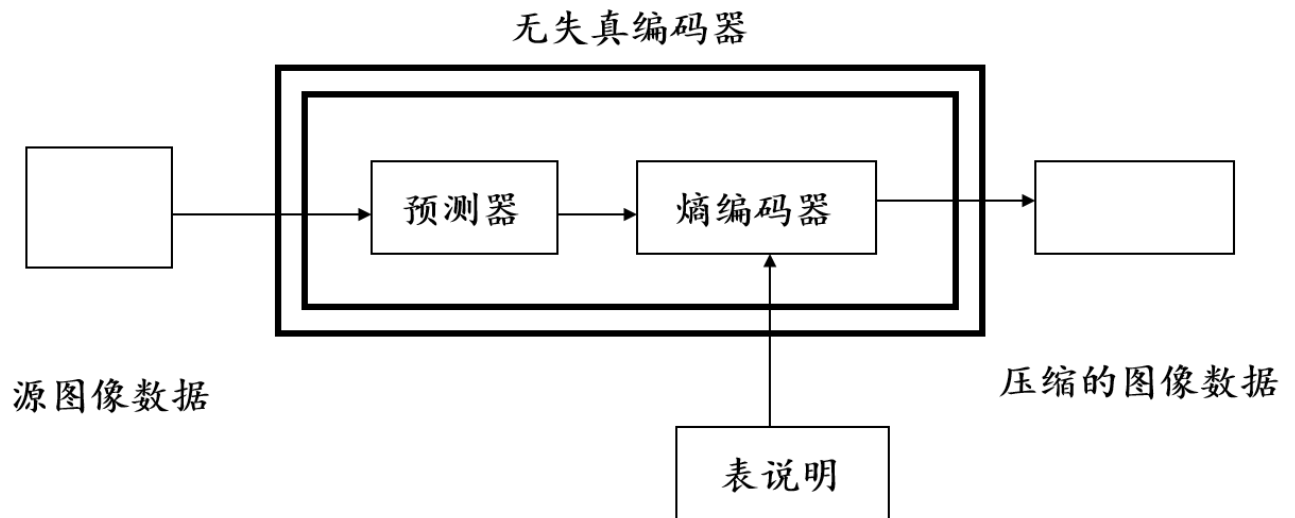 无失真编码器
预测器
熵编码器
源图像数据
压缩的图像数据
表说明